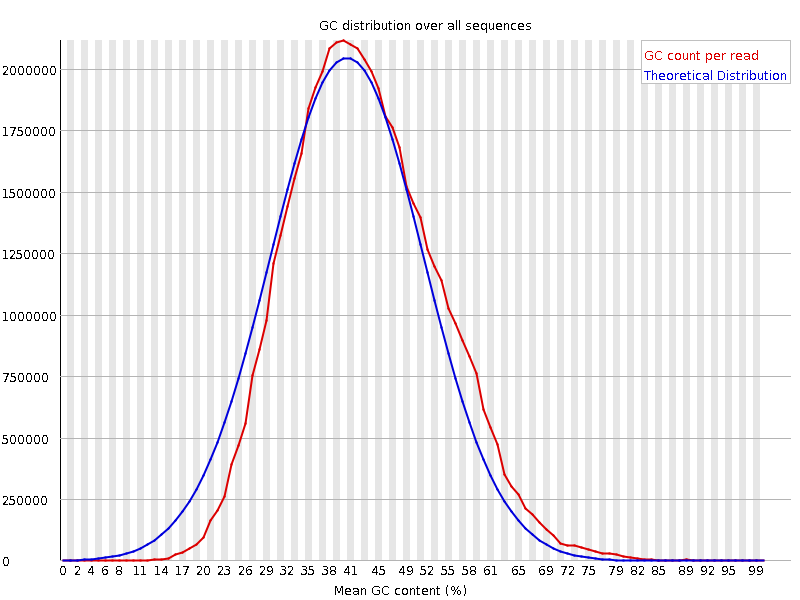 GC distribution over all sequences
GC count per read
Theoretical Distribution
2000000
1750000
1500000
1250000
1000000
750000
500000
250000
0
0 2 4 6 8 11 14 17 20 23 26 29 32 35 38 41 45 49 52 55 58 61 65 68 72 75 79 82 85 89 92 95 99
Mean GC content (%)